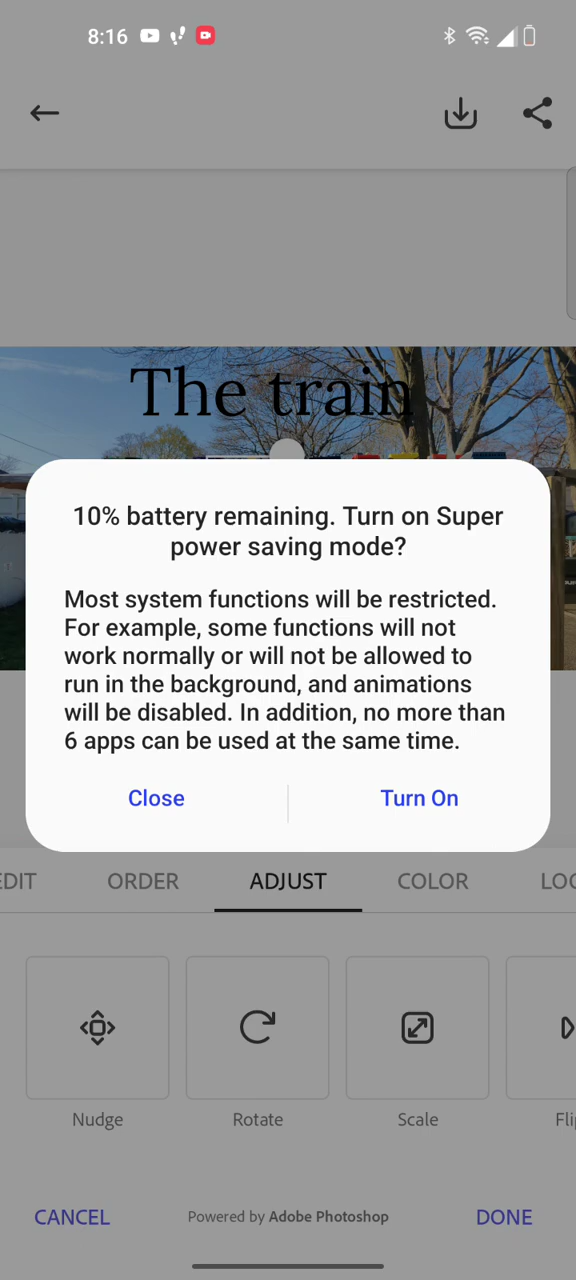 8:16
The train
10% battery remaining. Turn on Super
power saving mode?
Most system functions will be restricted.
For example, some functions will not
work normally or will not be allowed to
run in the background, and animations
will be disabled. In addition, no more than
6 apps can be used at the same time.
Close Turn On
EDIT ORDER ADJUST COLOR LOO
Nudge Rotate Scale Flip
CANCEL Powered by Adobe Photoshop DONE